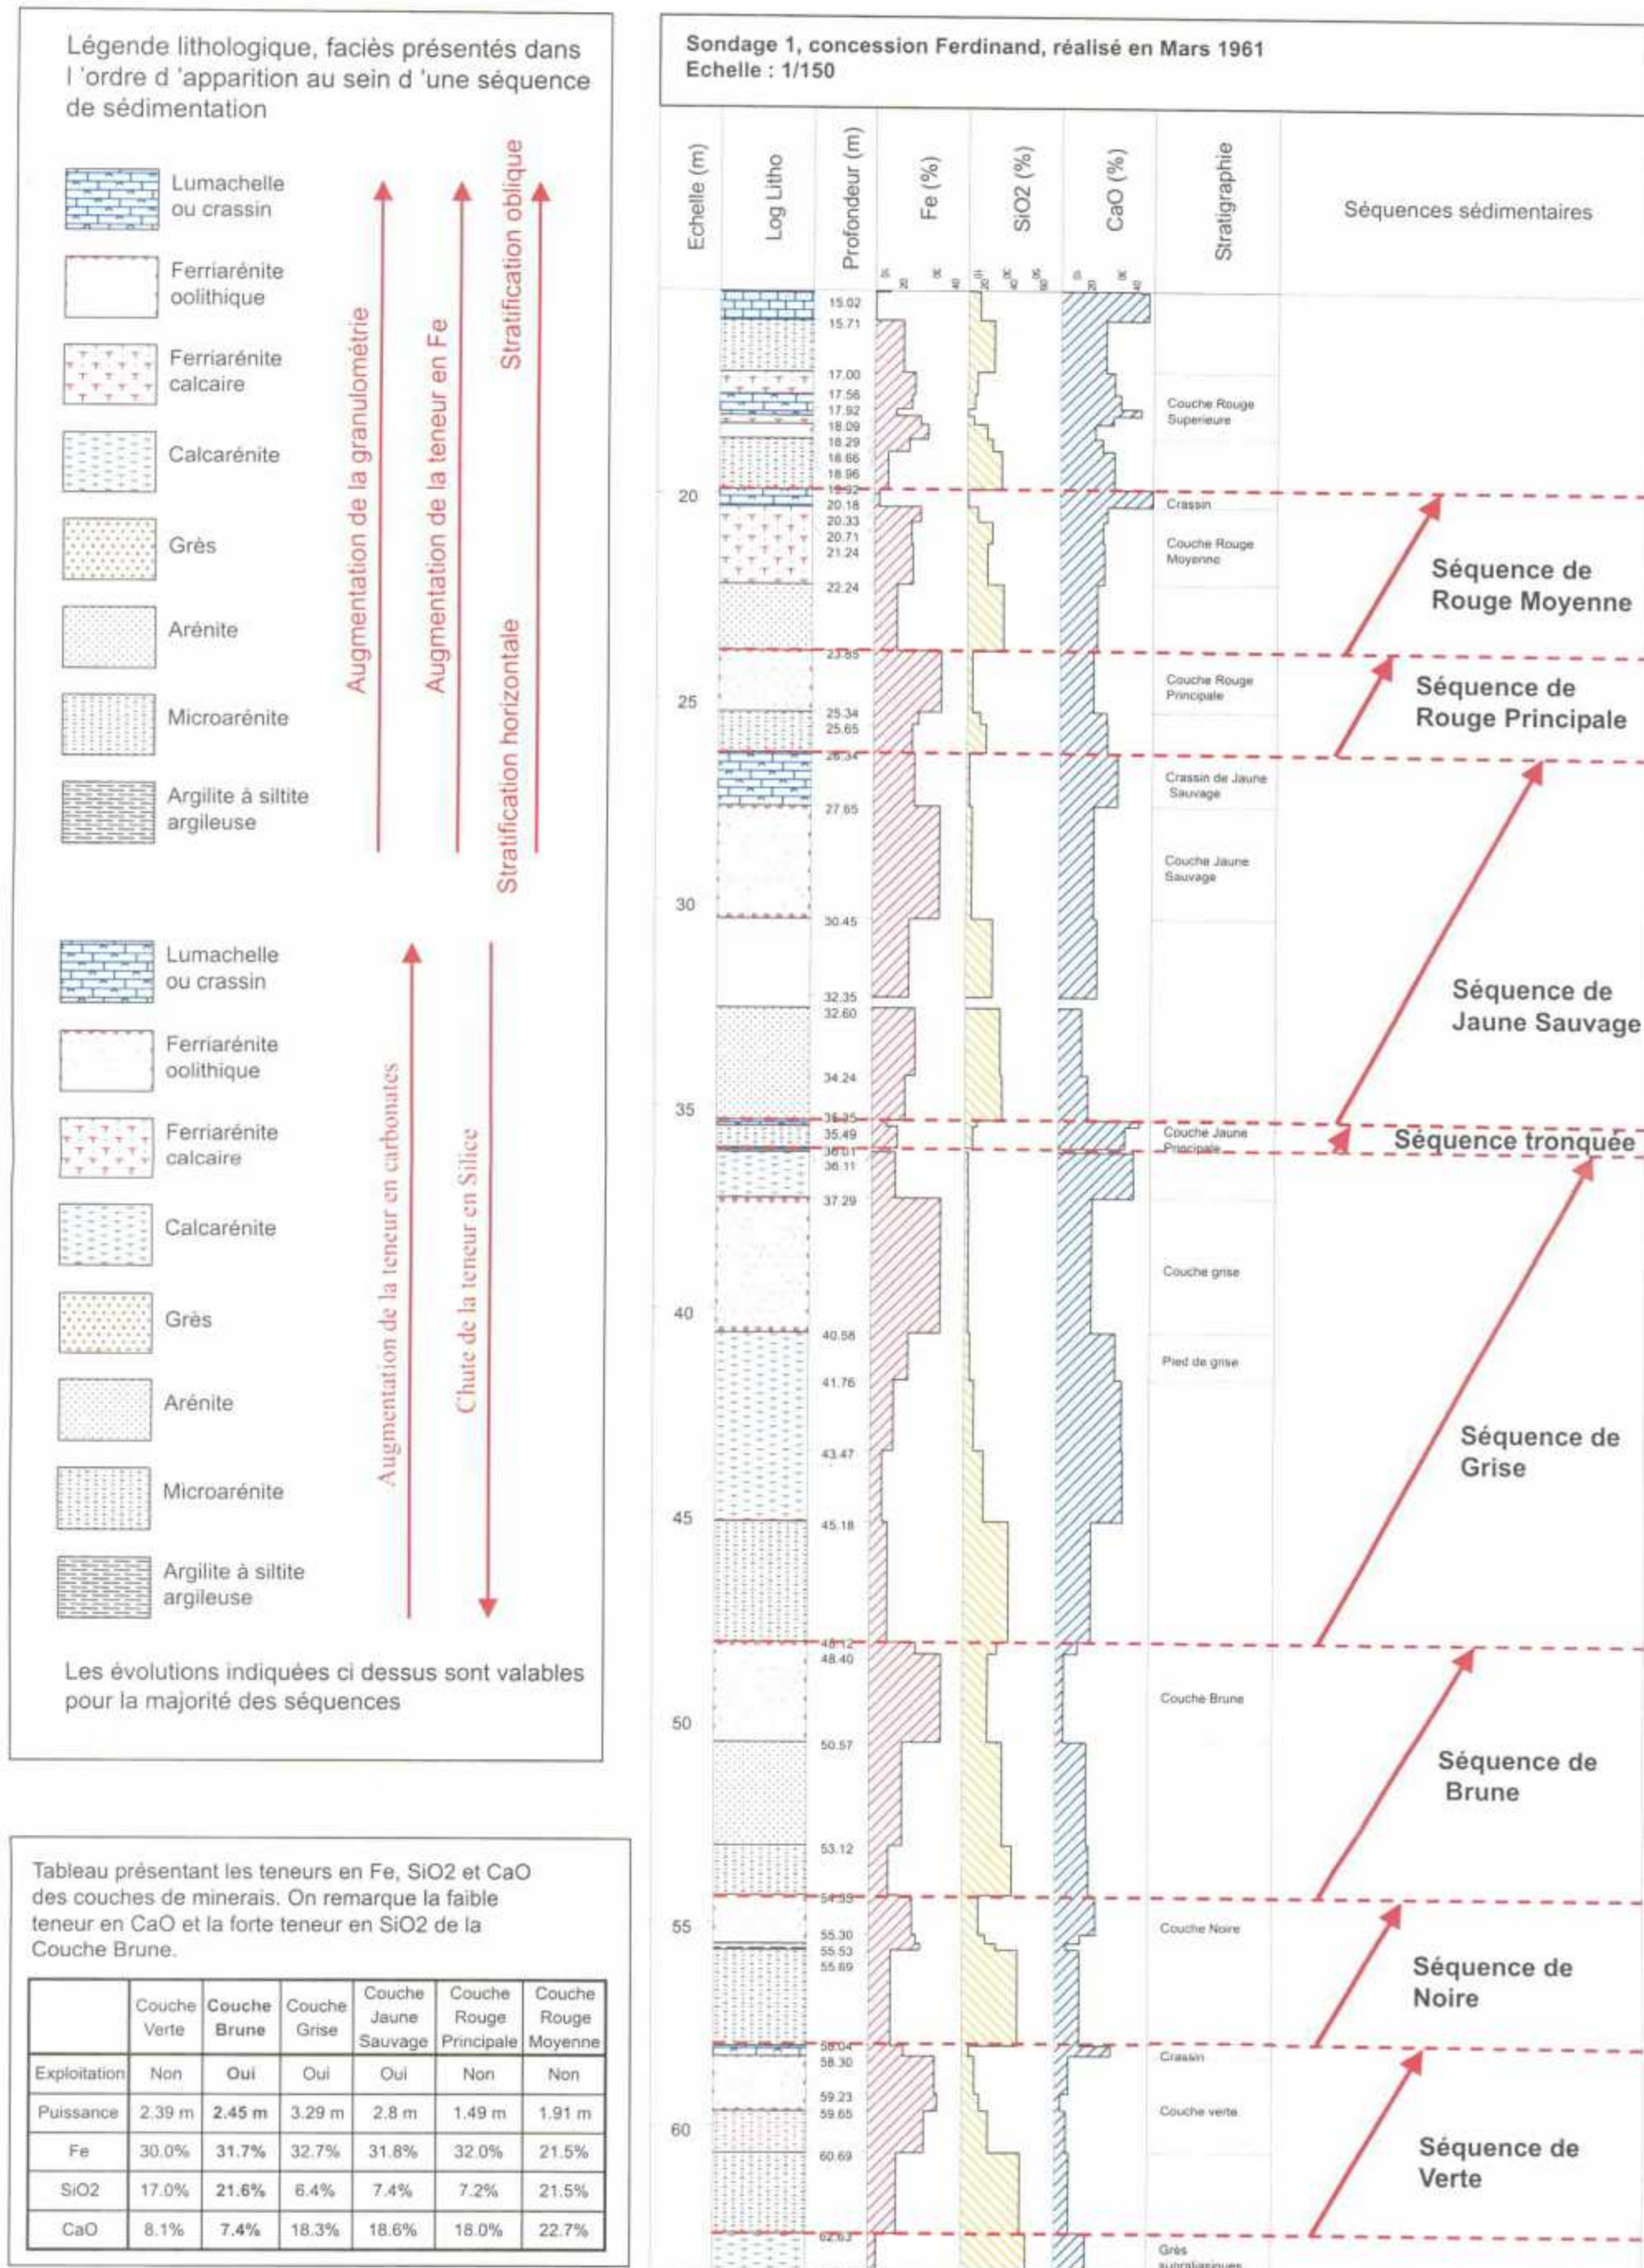 Légende lithologique, faciès présentés dans
l 'ordre d 'apparition au sein d 'une séquence
de sédimentation
Lumachelle
ou crassin
Ferriarénite
oolithique
Ferriarénite
calcaire
Calcarénite
Grès
Arénite
Microarénite
Argilite à siltite
argileuse
Augmentation de la granulométrie
Augmentation de la teneur en Fe
Stratification horizontale
Stratification oblique
Lumachelle
ou crassin
Ferriarénite
oolithique
Ferriarénite
calcaire
Calcarénite
Grès
Arénite
Microarénite
Argilite à siltite
argileuse
Augmentation de la teneur en carbonates
Chute de la teneur en Silice
Les évolutions indiquées ci dessus sont valables
pour la majorité des séquences
Tableau présentant les teneurs en Fe, SiO2 et CaO
des couches de minerais. On remarque la faible
teneur en CaO et la forte teneur en SiO2 de la
Couche Brune.
Couche Verte Couche Brune Couche Grise Couche Jaune Sauvage Couche Rouge Principale Couche Rouge Moyenne
Exploitation Non Oui Oui Oui Non Non
Puissance 2.39 m 2.45 m 3.29 m 2.8 m 1.49 m 1.91 m
Fe 30.0% 31.7% 32.7% 31.8% 32.0% 21.5%
SiO2 17.0% 21.6% 6.4% 7.4% 7.2% 21.5%
CaO 8.1% 7.4% 18.3% 18.6% 18.0% 22.7%
Sondage 1, concession Ferdinand, réalisé en Mars 1961
Echelle : 1/150
Echelle (m)
Log Litho
Profondeur (m)
Fe (%)
SiO2 (%)
CaO (%)
Stratigraphie
Séquences sédimentaires
20
25
30
35
40
45
50
55
60
15.02
15.71
17.00
17.56
17.92
18.09
18.29
18.66
18.96
20.18
20.33
20.71
21.24
22.24
23.85
25.34
25.65
26.34
27.65
30.45
32.35
32.60
34.24
35.49
36.11
37.29
40.58
41.76
43.47
45.18
48.12
48.40
50.57
53.12
55.30
55.53
55.69
58.04
58.30
59.23
59.65
60.69
62.63
Couche Rouge
Superieure
Crassin
Couche Rouge
Moyenne
Couche Rouge
Principale
Crassin de Jaune
Sauvage
Couche Jaune
Sauvage
Couche Jaune
Principale
Couche grise
Pied de grise
Couche Brune
Couche Noire
Crassin
Couche verte
Grès
supraliasiques
Séquence de
Rouge Moyenne
Séquence de
Rouge Principale
Séquence de
Jaune Sauvage
Séquence tronquée
Séquence de
Grise
Séquence de
Brune
Séquence de
Noire
Séquence de
Verte